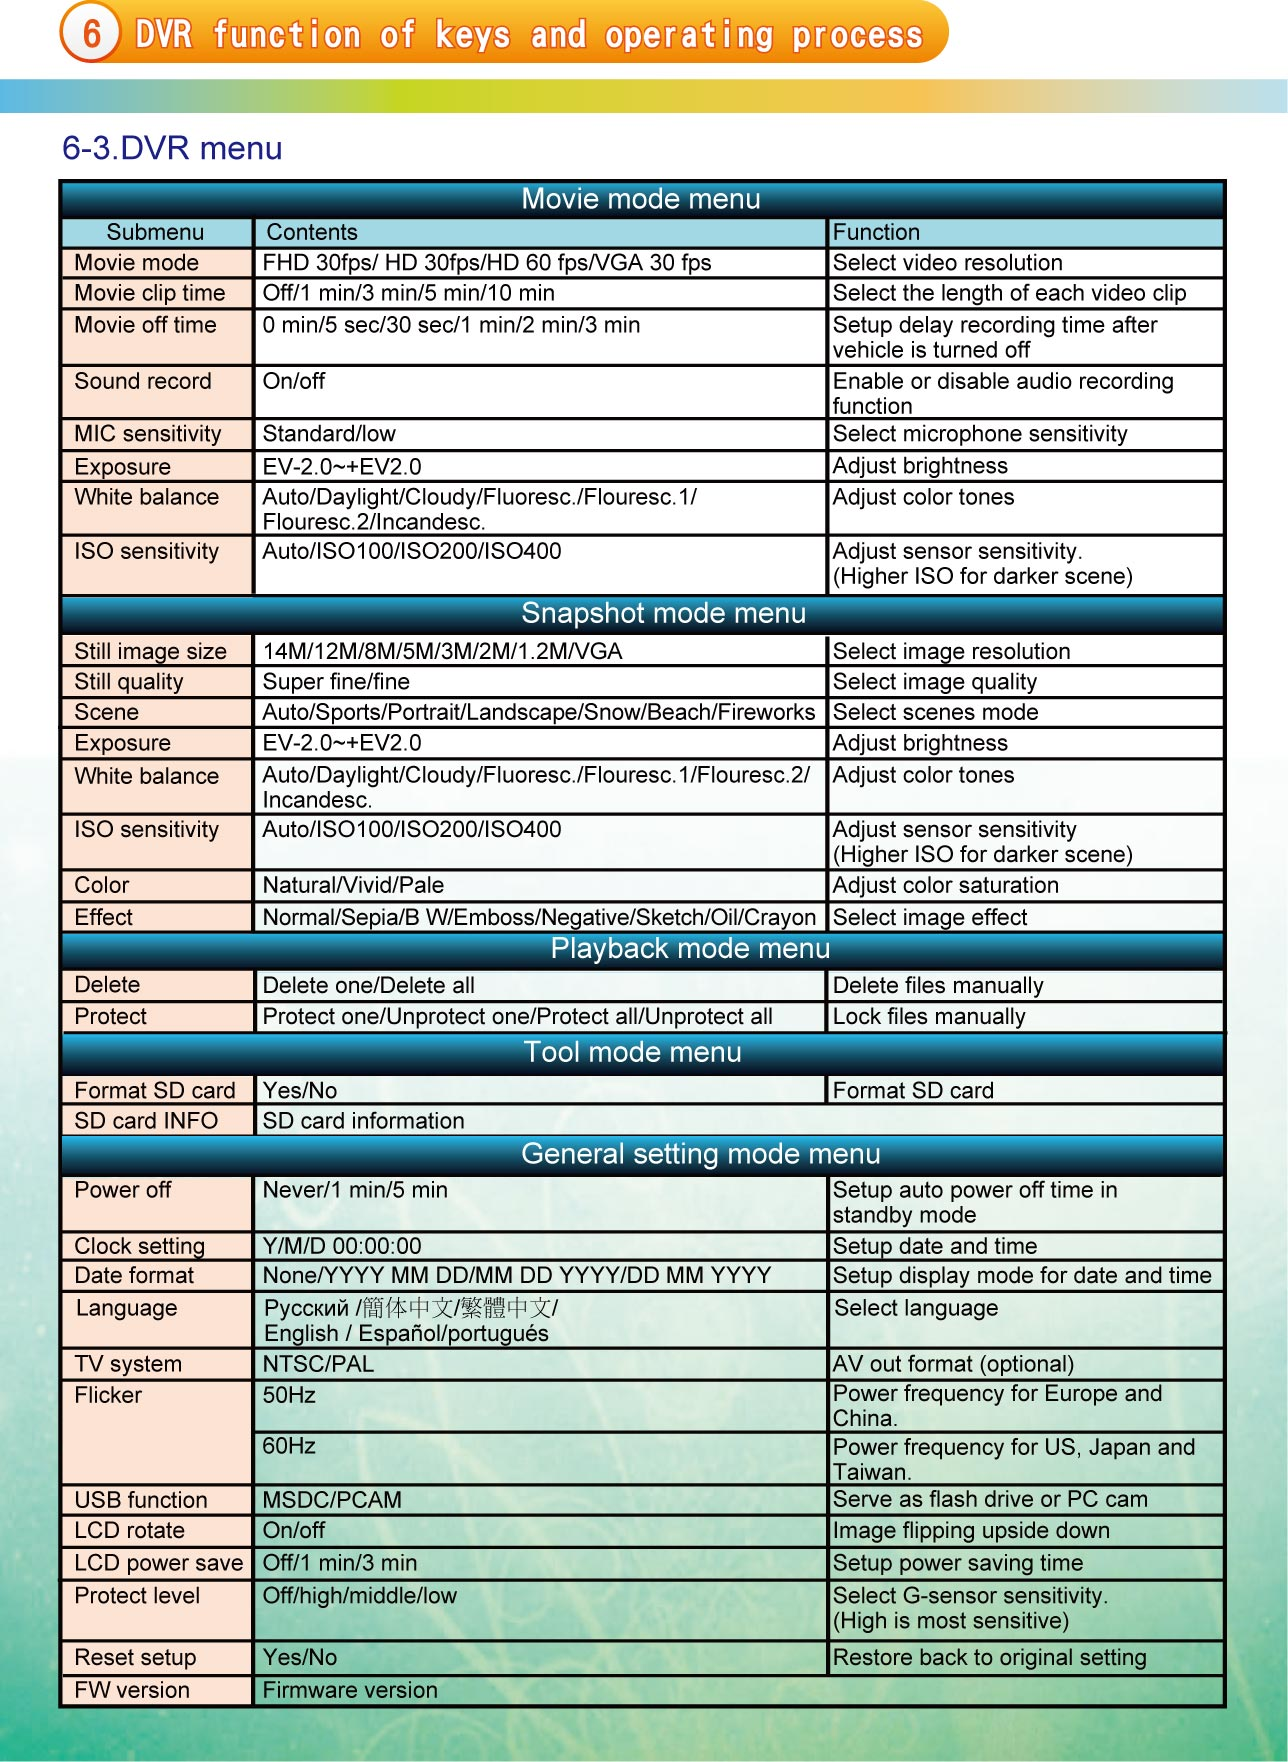 6 DVR function of keys and operating process
6-3.DVR menu
Movie mode menu
Submenu Contents Function
Movie mode FHD 30fps/ HD 30fps/HD 60 fps/VGA 30 fps Select video resolution
Movie clip time Off/1 min/3 min/5 min/10 min Select the length of each video clip
Movie off time 0 min/5 sec/30 sec/1 min/2 min/3 min Setup delay recording time after
vehicle is turned off
Sound record On/off Enable or disable audio recording
function
MIC sensitivity Standard/low Select microphone sensitivity
Exposure EV-2.0~+EV2.0 Adjust brightness
White balance Auto/Daylight/Cloudy/Fluoresc./Flouresc.1/ Adjust color tones
Flouresc.2/Incandesc.
ISO sensitivity Auto/ISO100/ISO200/ISO400 Adjust sensor sensitivity.
(Higher ISO for darker scene)
Snapshot mode menu
Still image size 14M/12M/8M/5M/3M/2M/1.2M/VGA Select image resolution
Still quality Super fine/fine Select image quality
Scene Auto/Sports/Portrait/Landscape/Snow/Beach/Fireworks Select scenes mode
Exposure EV-2.0~+EV2.0 Adjust brightness
White balance Auto/Daylight/Cloudy/Fluoresc./Flouresc.1/Flouresc.2/ Adjust color tones
Incandesc.
ISO sensitivity Auto/ISO100/ISO200/ISO400 Adjust sensor sensitivity
(Higher ISO for darker scene)
Color Natural/Vivid/Pale Adjust color saturation
Effect Normal/Sepia/B W/Emboss/Negative/Sketch/Oil/Crayon Select image effect
Playback mode menu
Delete Delete one/Delete all Delete files manually
Protect Protect one/Unprotect one/Protect all/Unprotect all Lock files manually
Tool mode menu
Format SD card Yes/No Format SD card
SD card INFO SD card information
General setting mode menu
Power off Never/1 min/5 min Setup auto power off time in
standby mode
Clock setting Y/M/D 00:00:00 Setup date and time
Date format None/YYYY MM DD/MM DD YYYY/DD MM YYYY Setup display mode for date and time
Language Русский /簡体中文/繁體中文/ Select language
English / Español/portugués
TV system NTSC/PAL AV out format (optional)
Flicker 50Hz Power frequency for Europe and
China.
60Hz Power frequency for US, Japan and
Taiwan.
USB function MSDC/PCAM Serve as flash drive or PC cam
LCD rotate On/off Image flipping upside down
LCD power save Off/1 min/3 min Setup power saving time
Protect level Off/high/middle/low Select G-sensor sensitivity.
(High is most sensitive)
Reset setup Yes/No Restore back to original setting
FW version Firmware version